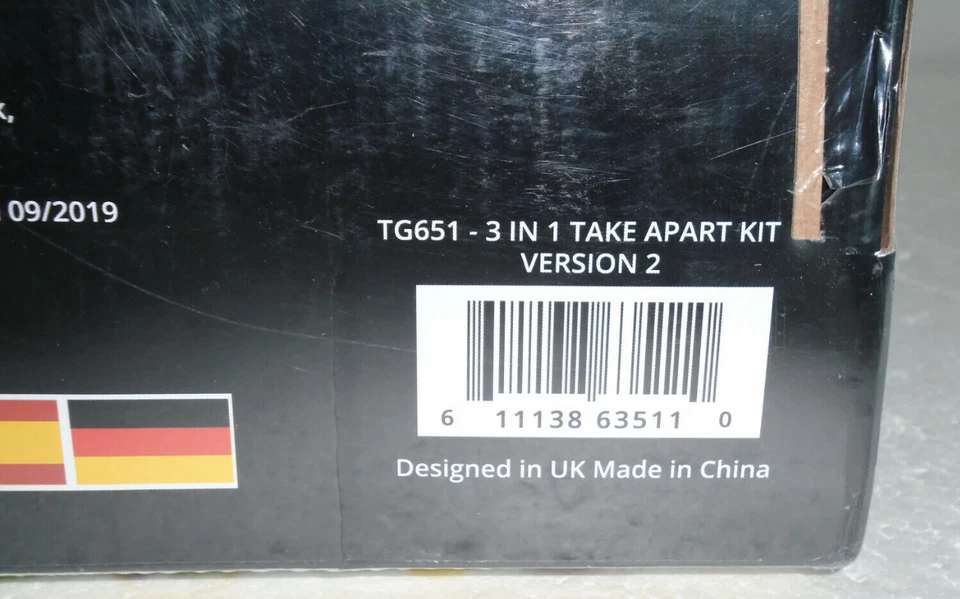 09/2019
TG651 - 3 IN 1 TAKE APART KIT
VERSION 2
6 11138 63511 0
Designed in UK Made in China